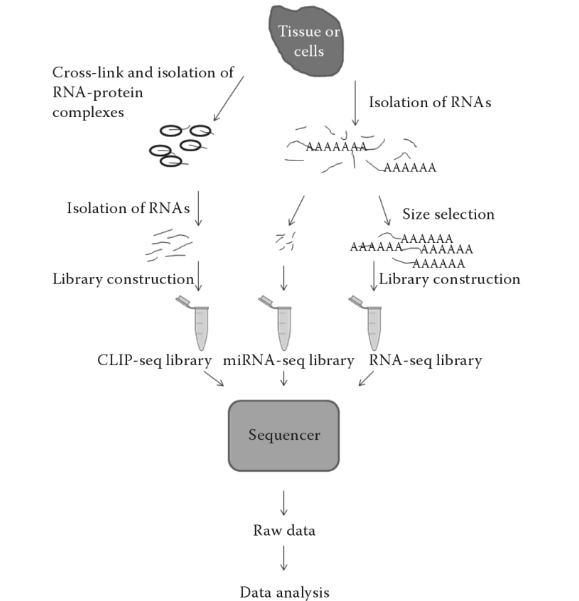 Tissue or
cells
Cross-link and isolation of
RNA-protein
complexes
Isolation of RNAs
AAAAAAA
AAAAAA
Isolation of RNAs
Size selection
AAAAAA
AAAAAA
AAAAAA
AAAAAA
Library construction
Library construction
CLIP-seq library
miRNA-seq library
RNA-seq library
Sequencer
Raw data
Data analysis